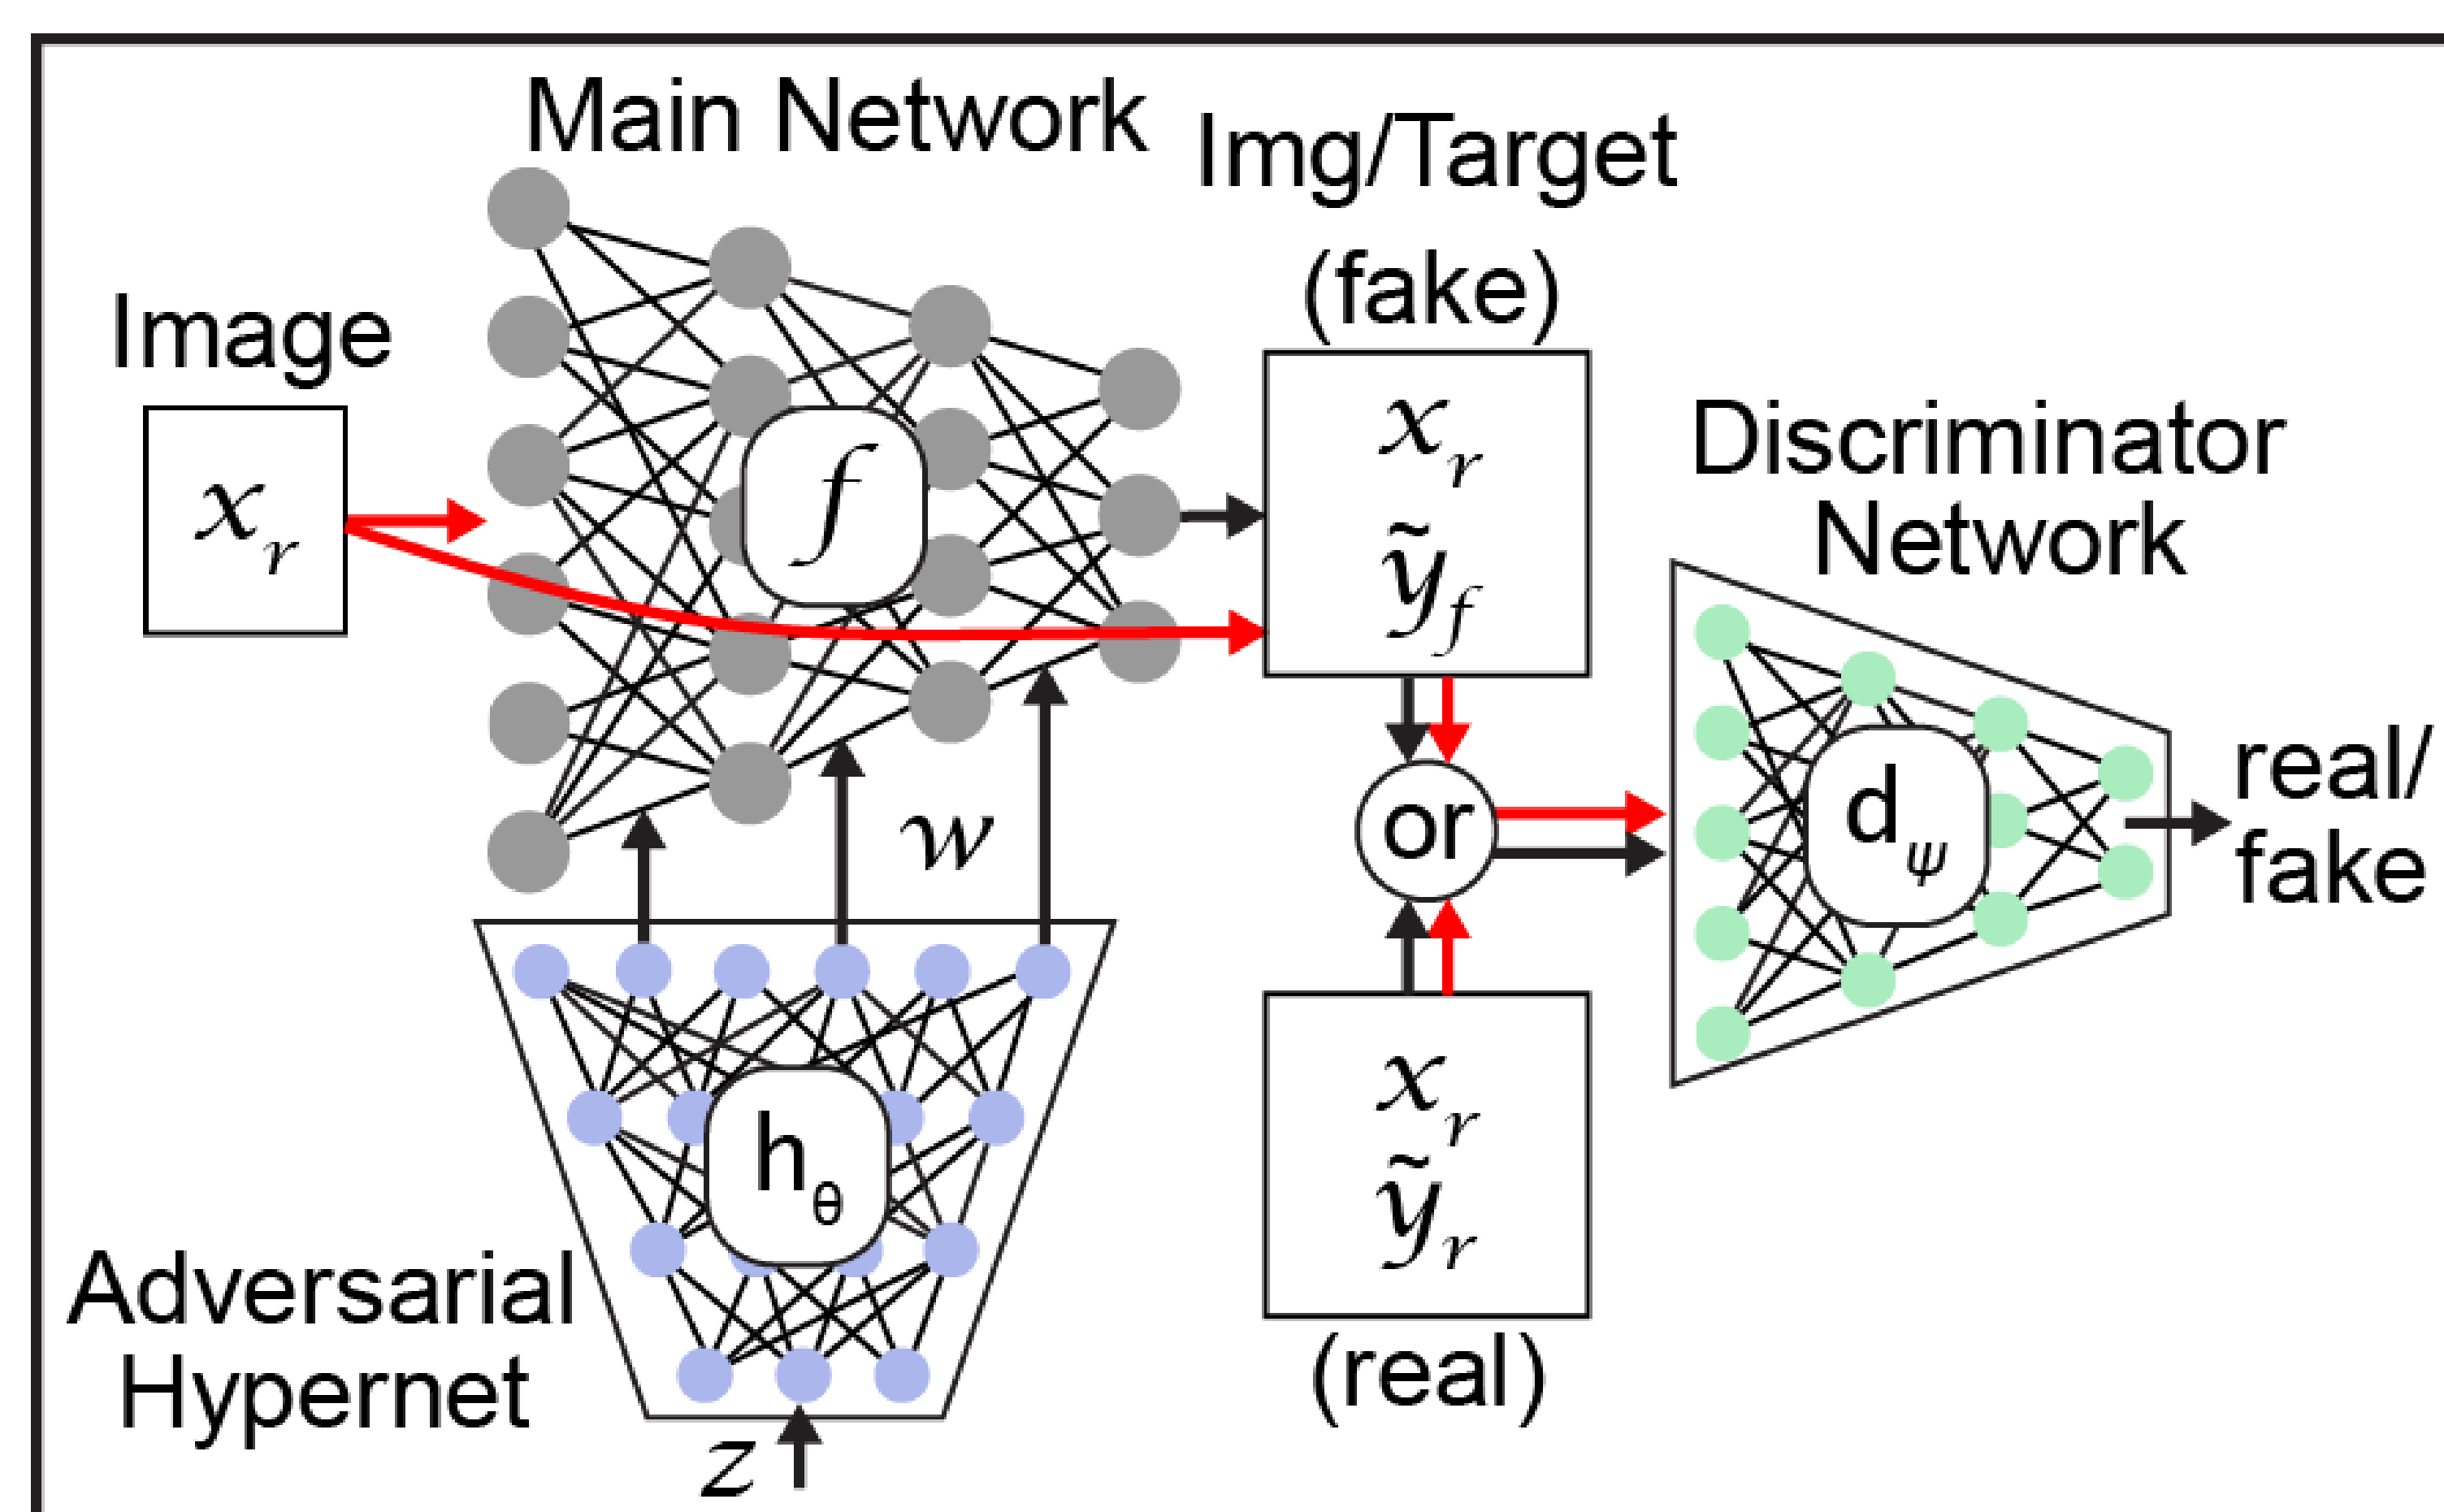 Main Network
Img/Target
(fake)
Image
x_r
f
x_r
ỹ_f
Discriminator
Network
d_ψ
real/
fake
or
w
h_θ
x_r
ỹ_r
(real)
Adversarial
Hypernet
z